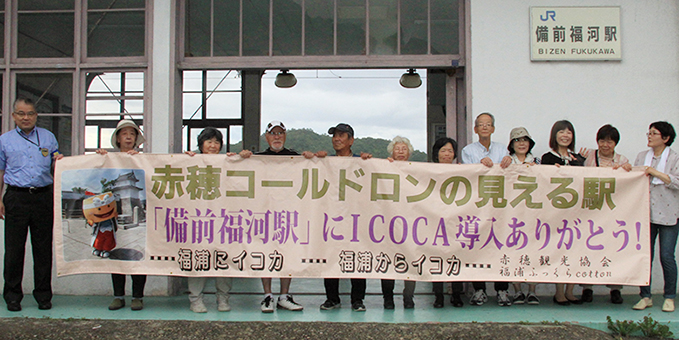 JR
備前福河駅
BIZEN FUKUKAWA
赤穂コールドロンの見える駅
「備前福河駅」にICOCA導入ありがとう!
‥‥福浦にイコカ ‥‥福浦からイコカ‥‥
赤穂観光協会
福浦ふっくらcotton